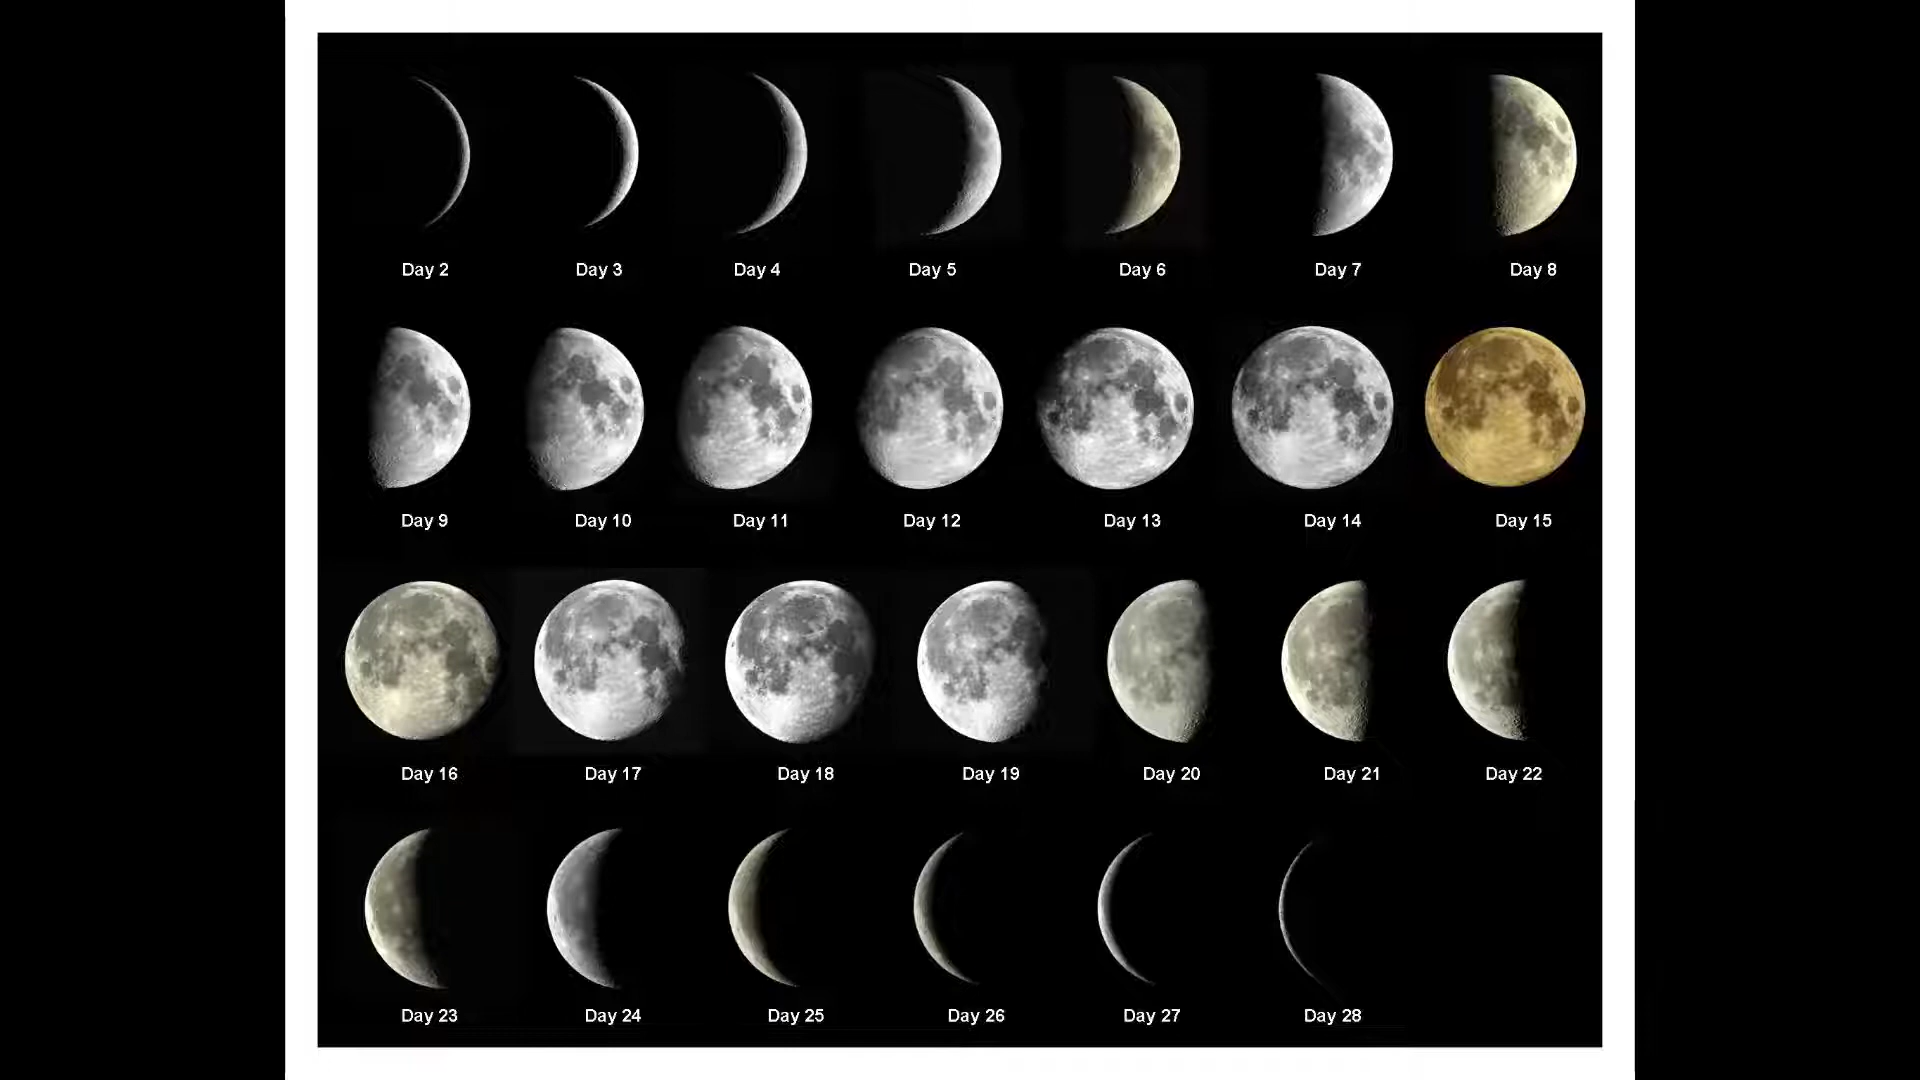 Day 2
Day 3
Day 4
Day 5
Day 6
Day 7
Day 8
Day 9
Day 10
Day 11
Day 12
Day 13
Day 14
Day 15
Day 16
Day 17
Day 18
Day 19
Day 20
Day 21
Day 22
Day 23
Day 24
Day 25
Day 26
Day 27
Day 28